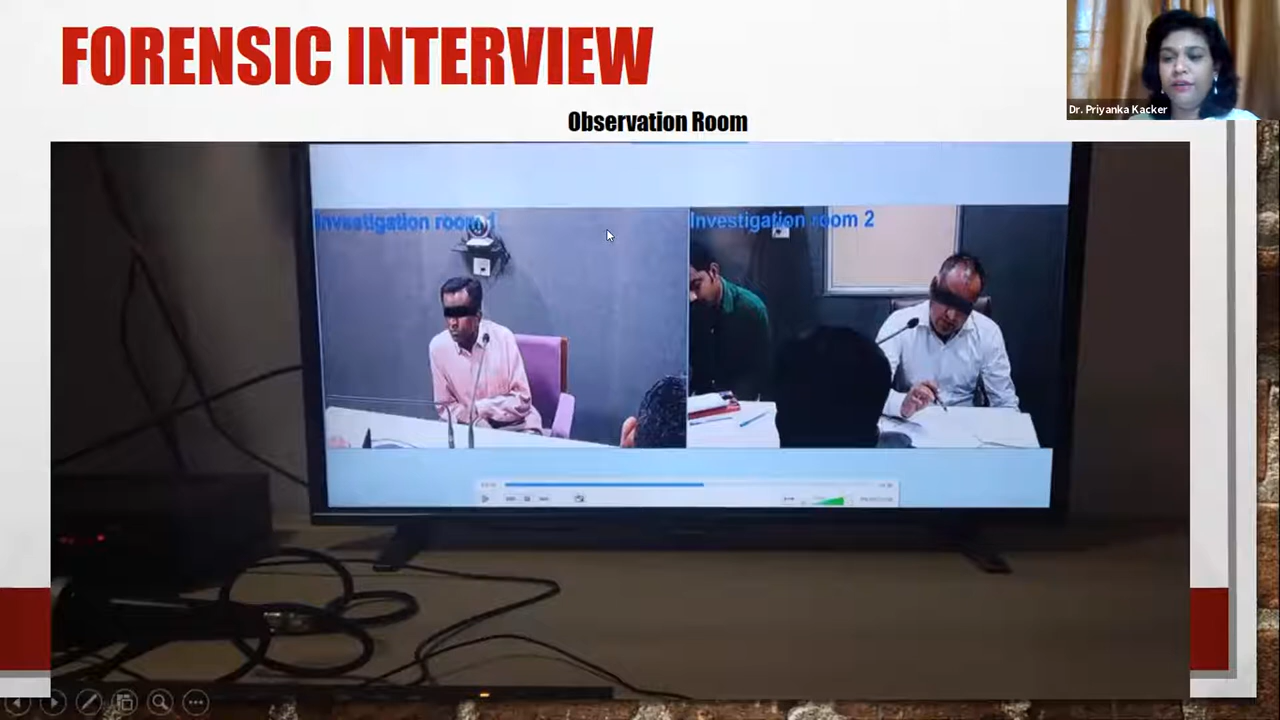 FORENSIC INTERVIEW
Dr. Priyanka Kacker
Observation Room
Investigation room 1
Investigation room 2